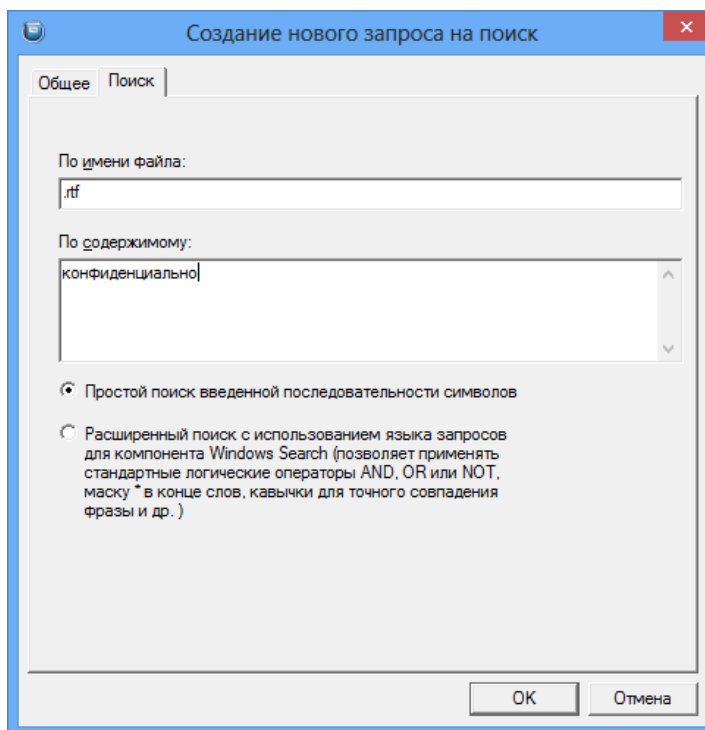 Создание нового запроса на поиск
Общее Поиск
По имени файла:
.rtf
По содержимому:
конфиденциально
Простой поиск введенной последовательности символов
Расширенный поиск с использованием языка запросов
для компонента Windows Search (позволяет применять
стандартные логические операторы AND, OR или NOT,
маску * в конце слов, кавычки для точного совпадения
фразы и др. )
OK Отмена